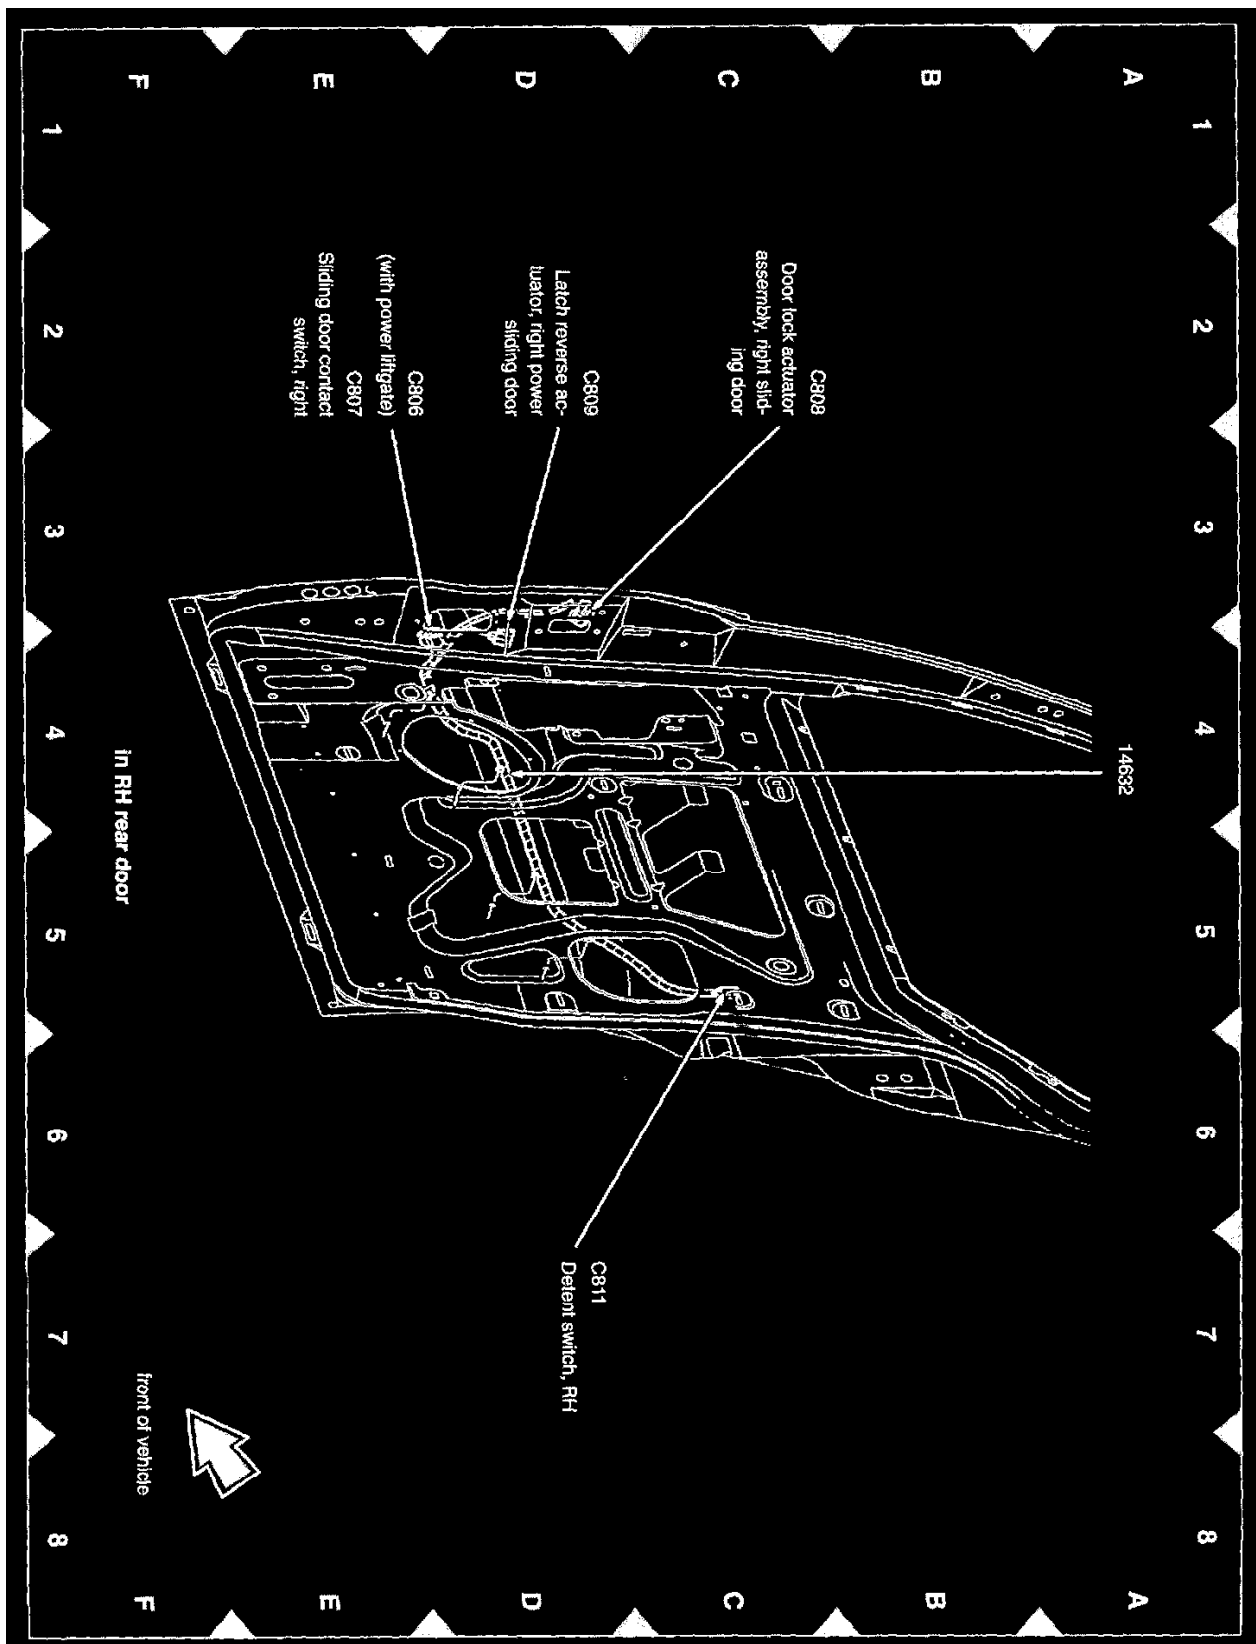 1 2 3 4 5 6 7 8
A A
14632
B B
C808
Door lock actuator
assembly, right slid-
ing door
C C
C809
Latch reverse ac-
tuator, right power
sliding door
C811
Detent switch, RH
D D
C806
(with power liftgate)
C807
Sliding door contact
switch, right
E E
in RH rear door
front of vehicle
F F
1 2 3 4 5 6 7 8